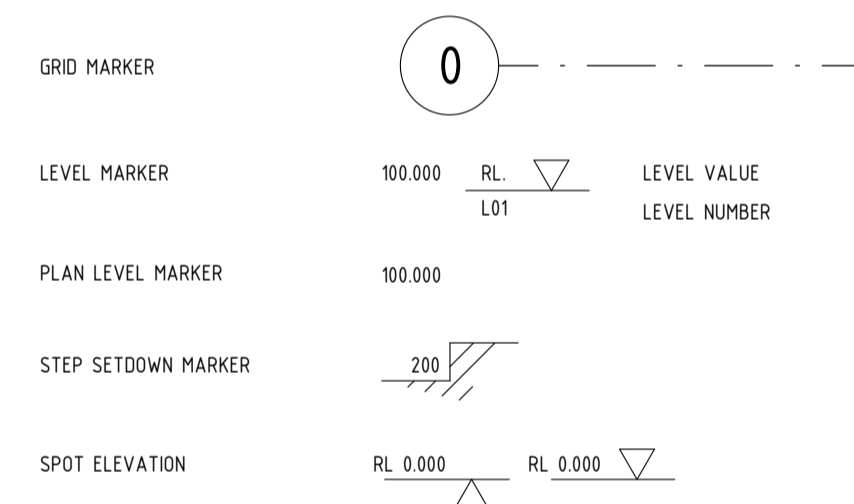 GRID MARKER 0
LEVEL MARKER 100.000 RL. LEVEL VALUE
L01 LEVEL NUMBER
PLAN LEVEL MARKER 100.000
STEP SETDOWN MARKER 200
SPOT ELEVATION RL 0.000 RL 0.000